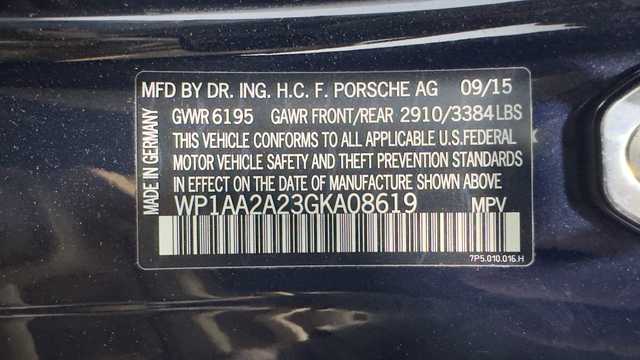 MFD BY DR. ING. H.C. F. PORSCHE AG 09/15
GVWR 6195 GAWR FRONT/REAR 2910/3384 LBS
THIS VEHICLE CONFORMS TO ALL APPLICABLE U.S.FEDERAL
MOTOR VEHICLE SAFETY AND THEFT PREVENTION STANDARDS
IN EFFECT ON THE DATE OF MANUFACTURE SHOWN ABOVE
WP1AA2A23GKA08619 MPV
7P5.010.016.H
MADE IN GERMANY